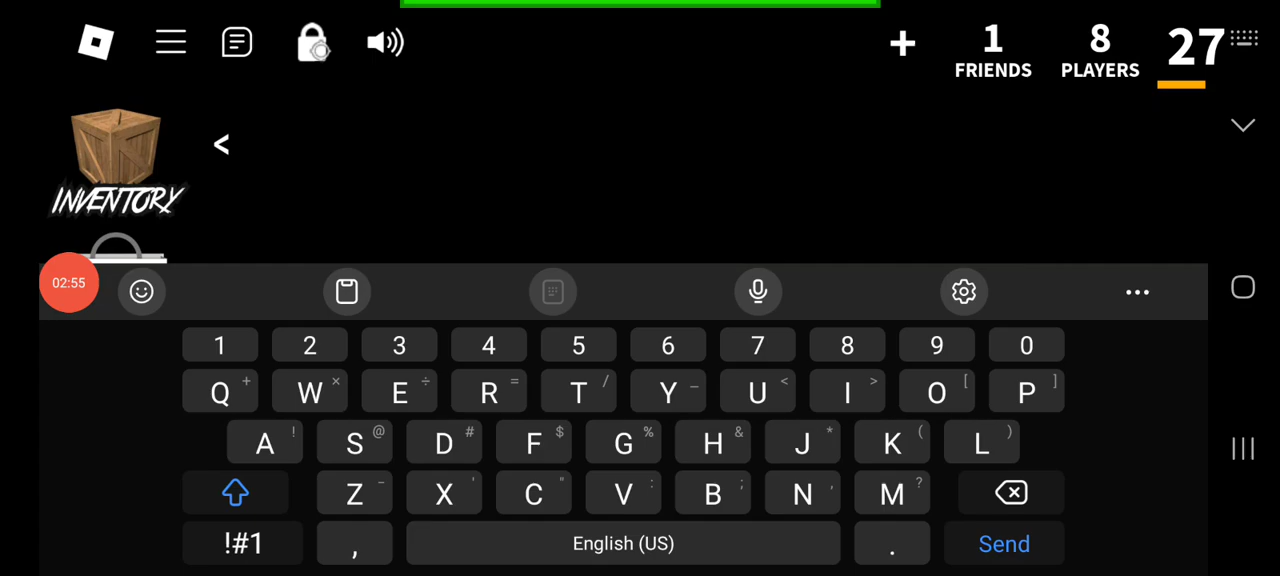 1 8 27
FRIENDS PLAYERS
<
INVENTORY
02:55
1 2 3 4 5 6 7 8 9 0
Q + W × E ÷ R = T / Y _ U < I > O [ P ]
A ! S @ D # F $ G % H & J * K ( L )
Z - X ' C " V : B ; N , M ?
!#1 , English (US) . Send